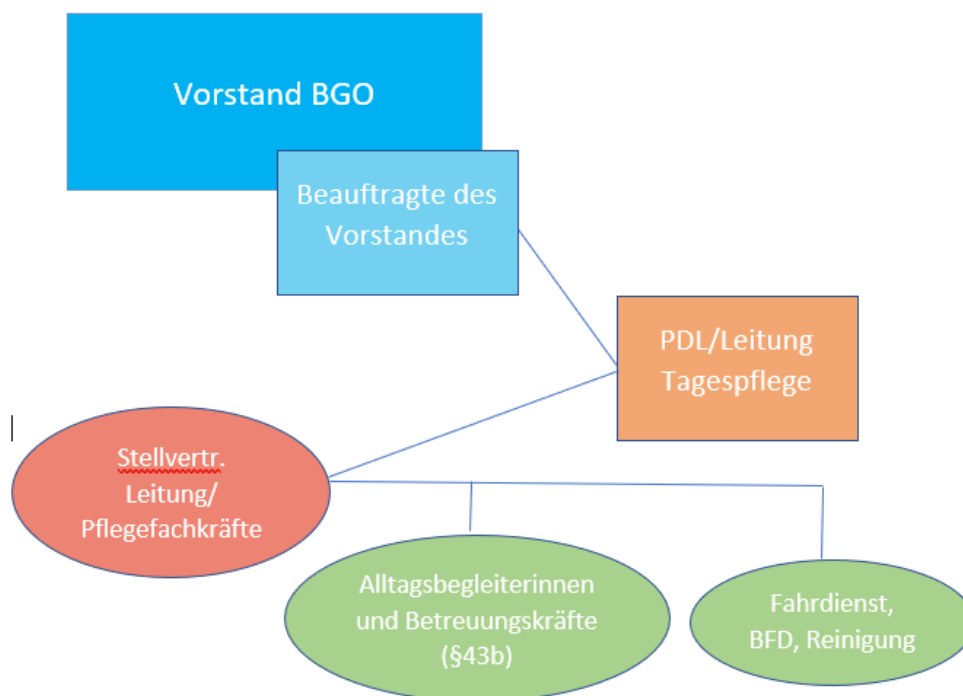 Vorstand BGO
Beauftragte des
Vorstandes
PDL/Leitung
Tagespflege
Stellvertr.
Leitung/
Pflegefachkräfte
Alltagsbegleiterinnen
und Betreuungskräfte
(§43b)
Fahrdienst,
BFD, Reinigung